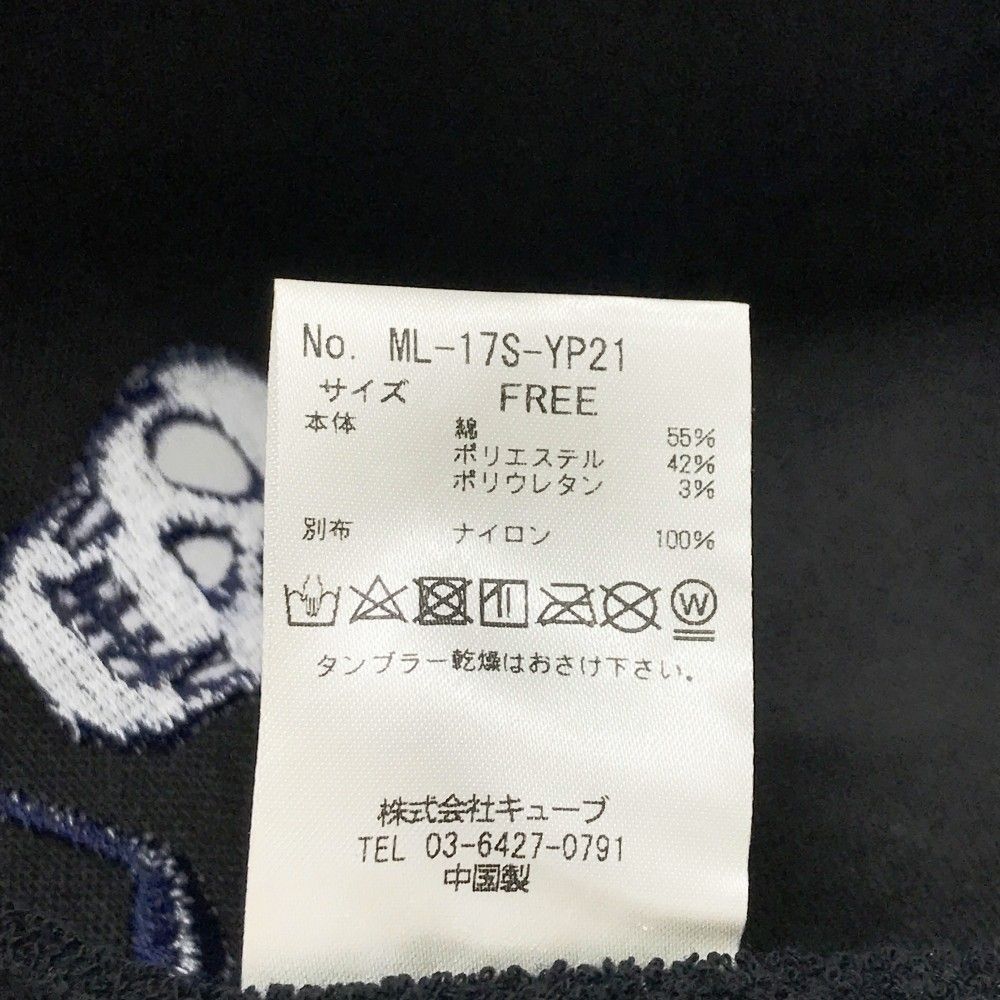 No. ML-17S-YP21
サイズ FREE
本体 綿 55%
ポリエステル 42%
ポリウレタン 3%
別布 ナイロン 100%
W
タンブラー乾燥はおさけ下さい。
株式会社キューブ
TEL 03-6427-0791
中国製